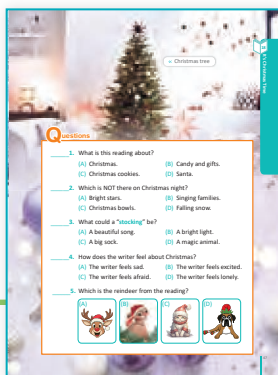 Christmas tree
It's Christmas Time
Questions
1. What is this reading about?
(A) Christmas. (B) Candy and gifts.
(C) Christmas cookies. (D) Santa.
2. Which is NOT there on Christmas night?
(A) Bright stars. (B) Singing families.
(C) Christmas bowls. (D) Falling snow.
3. What could a "stocking" be?
(A) A beautiful song. (B) A bright light.
(C) A big sock. (D) A magic animal.
4. How does the writer feel about Christmas?
(A) The writer feels sad. (B) The writer feels excited.
(C) The writer feels afraid. (D) The writer feels lonely.
5. Which is the reindeer from the reading?
(A) (B) (C) (D)